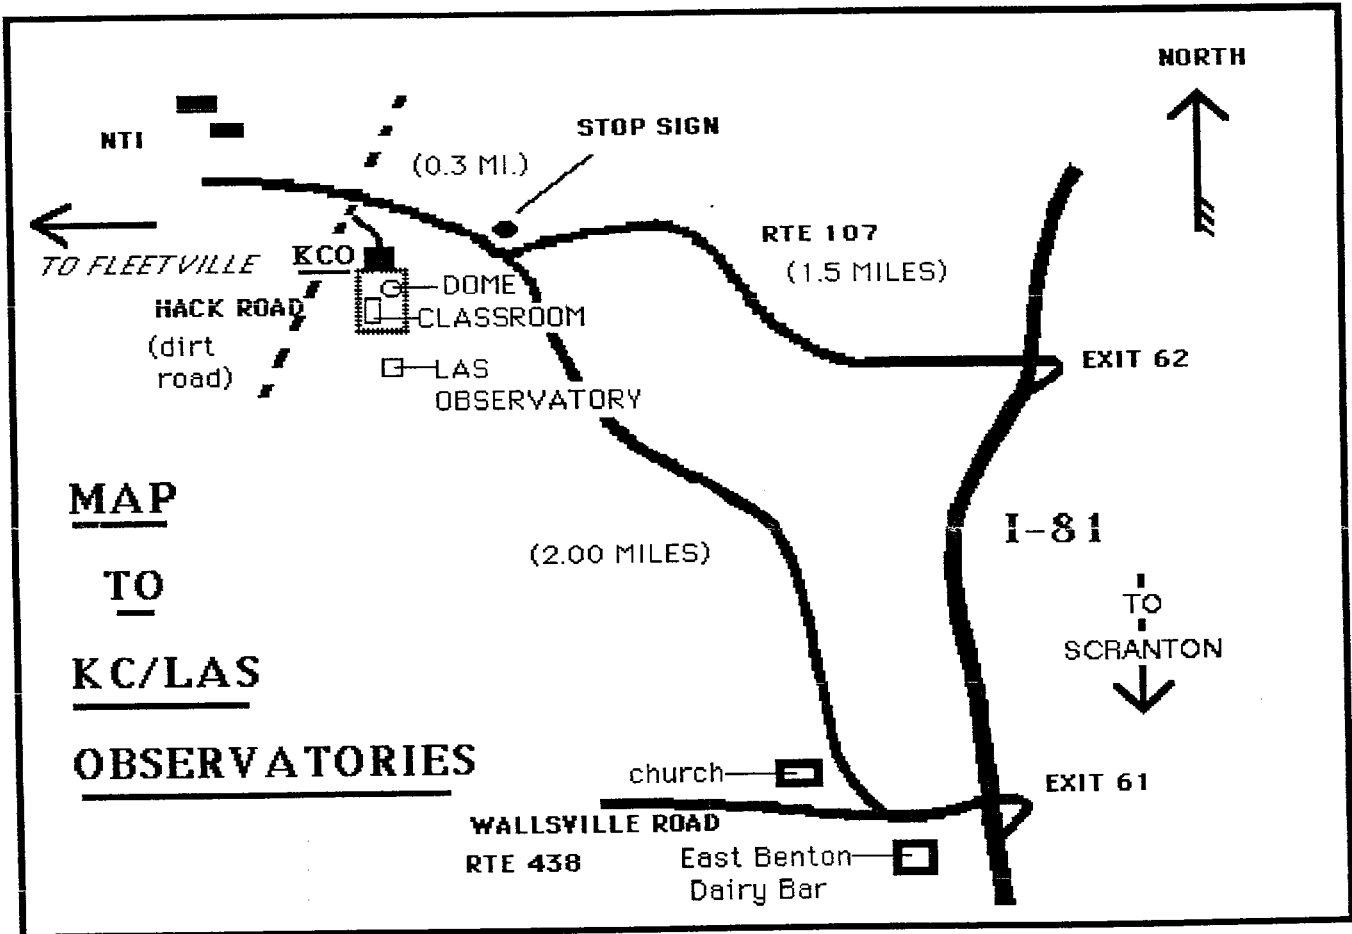 NORTH
STOP SIGN
NTI
(0.3 MI.)
RTE 107
(1.5 MILES)
TO FLEETVILLE
KCO
DOME
HACK ROAD
CLASSROOM
(dirt
road)
EXIT 62
LAS
OBSERVATORY
MAP
TO
KC/LAS
OBSERVATORIES
I-81
(2.00 MILES)
TO
SCRANTON
church
EXIT 61
WALLSVILLE ROAD
RTE 438
East Benton
Dairy Bar